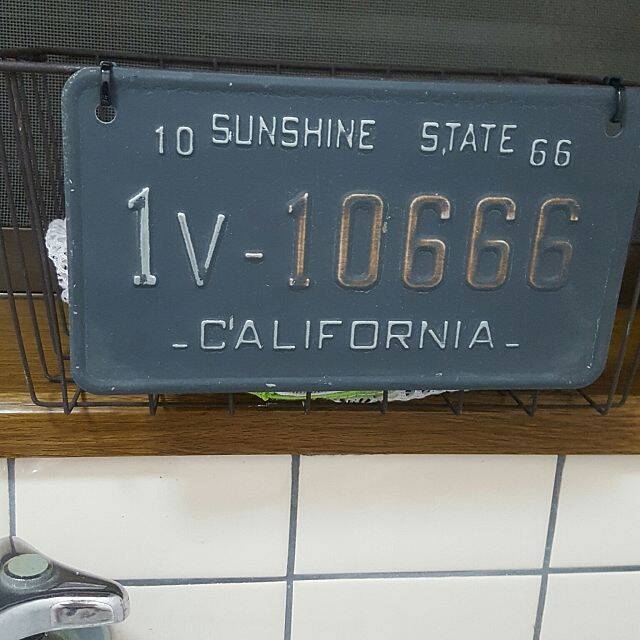 10 SUNSHINE STATE 66
1V-10666
-CALIFORNIA-